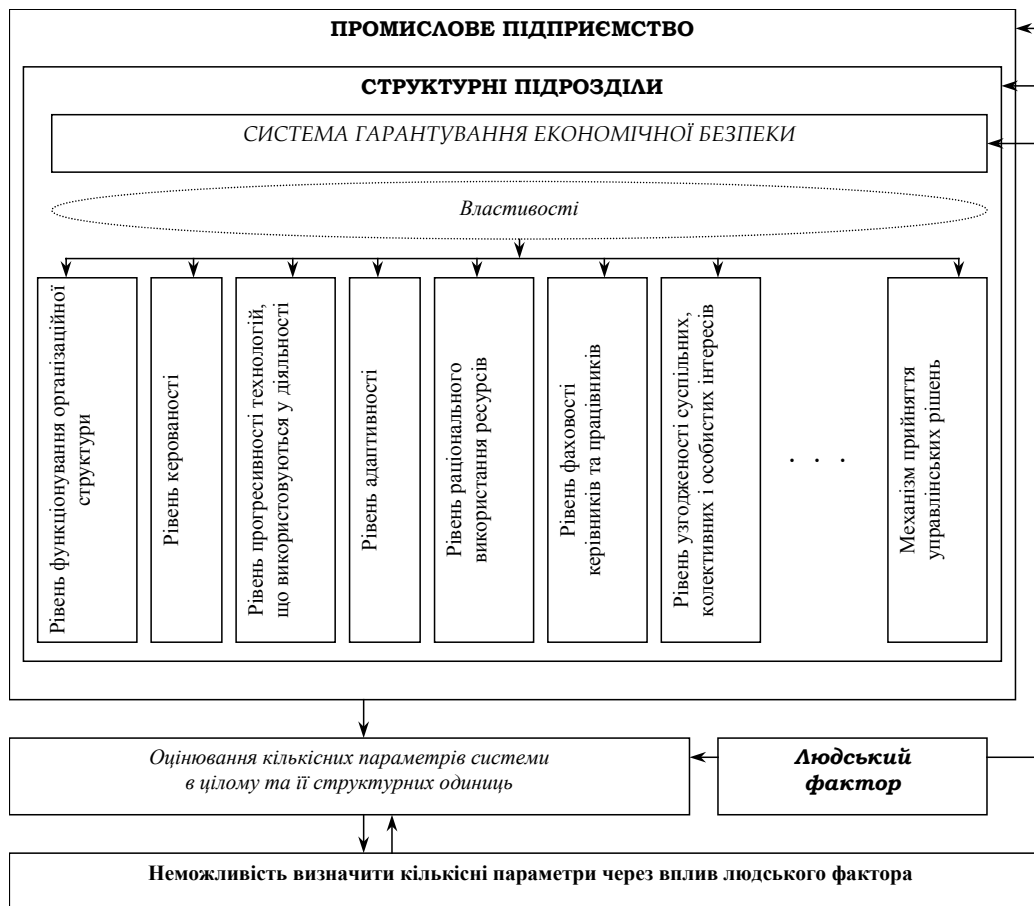 ПРОМИСЛОВЕ ПІДПРИЄМСТВО
СТРУКТУРНІ ПІДРОЗДІЛИ
СИСТЕМА ГАРАНТУВАННЯ ЕКОНОМІЧНОЇ БЕЗПЕКИ
Властивості
Рівень функціонування організаційної
структури
Рівень керованості
Рівень прогресивності технологій,
що використовуються у діяльності
Рівень адаптивності
Рівень раціонального
використання ресурсів
Рівень фаховості
керівників та працівників
Рівень узгодженості суспільних,
колективних і особистих інтересів
. . .
Механізм прийняття
управлінських рішень
Оцінювання кількісних параметрів системи
в цілому та її структурних одиниць
Людський
фактор
Неможливість визначити кількісні параметри через вплив людського фактора